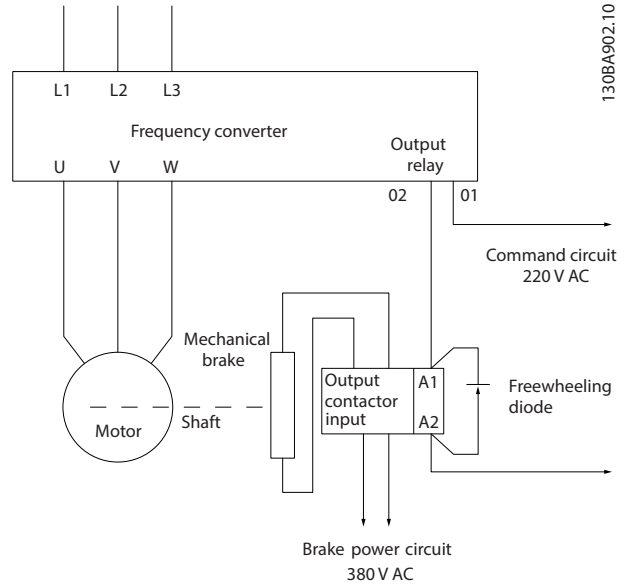 130BA902.10
L1 L2 L3
Frequency converter
U V W
Output
relay
02 01
Command circuit
220 V AC
Mechanical
brake
Output
contactor
input
A1
A2
Freewheeling
diode
Shaft
Motor
Brake power circuit
380 V AC